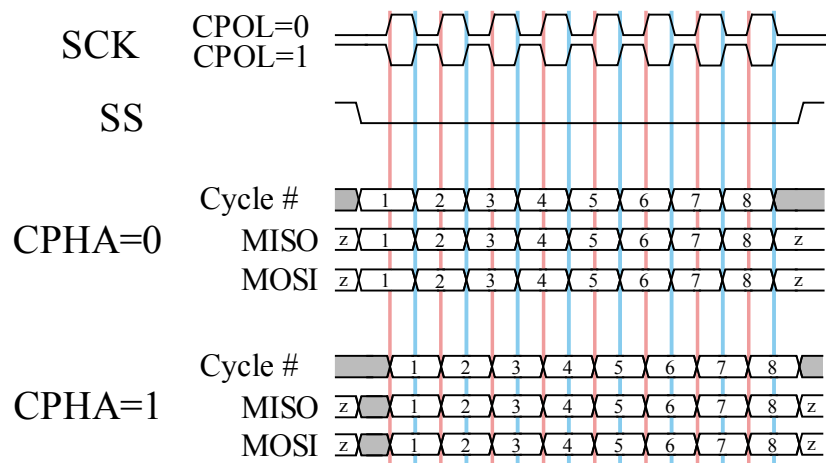 SCK CPOL=0
CPOL=1
SS
Cycle # 1 2 3 4 5 6 7 8
CPHA=0 MISO z 1 2 3 4 5 6 7 8 z
MOSI z 1 2 3 4 5 6 7 8 z
Cycle # 1 2 3 4 5 6 7 8
CPHA=1 MISO z 1 2 3 4 5 6 7 8 z
MOSI z 1 2 3 4 5 6 7 8 z